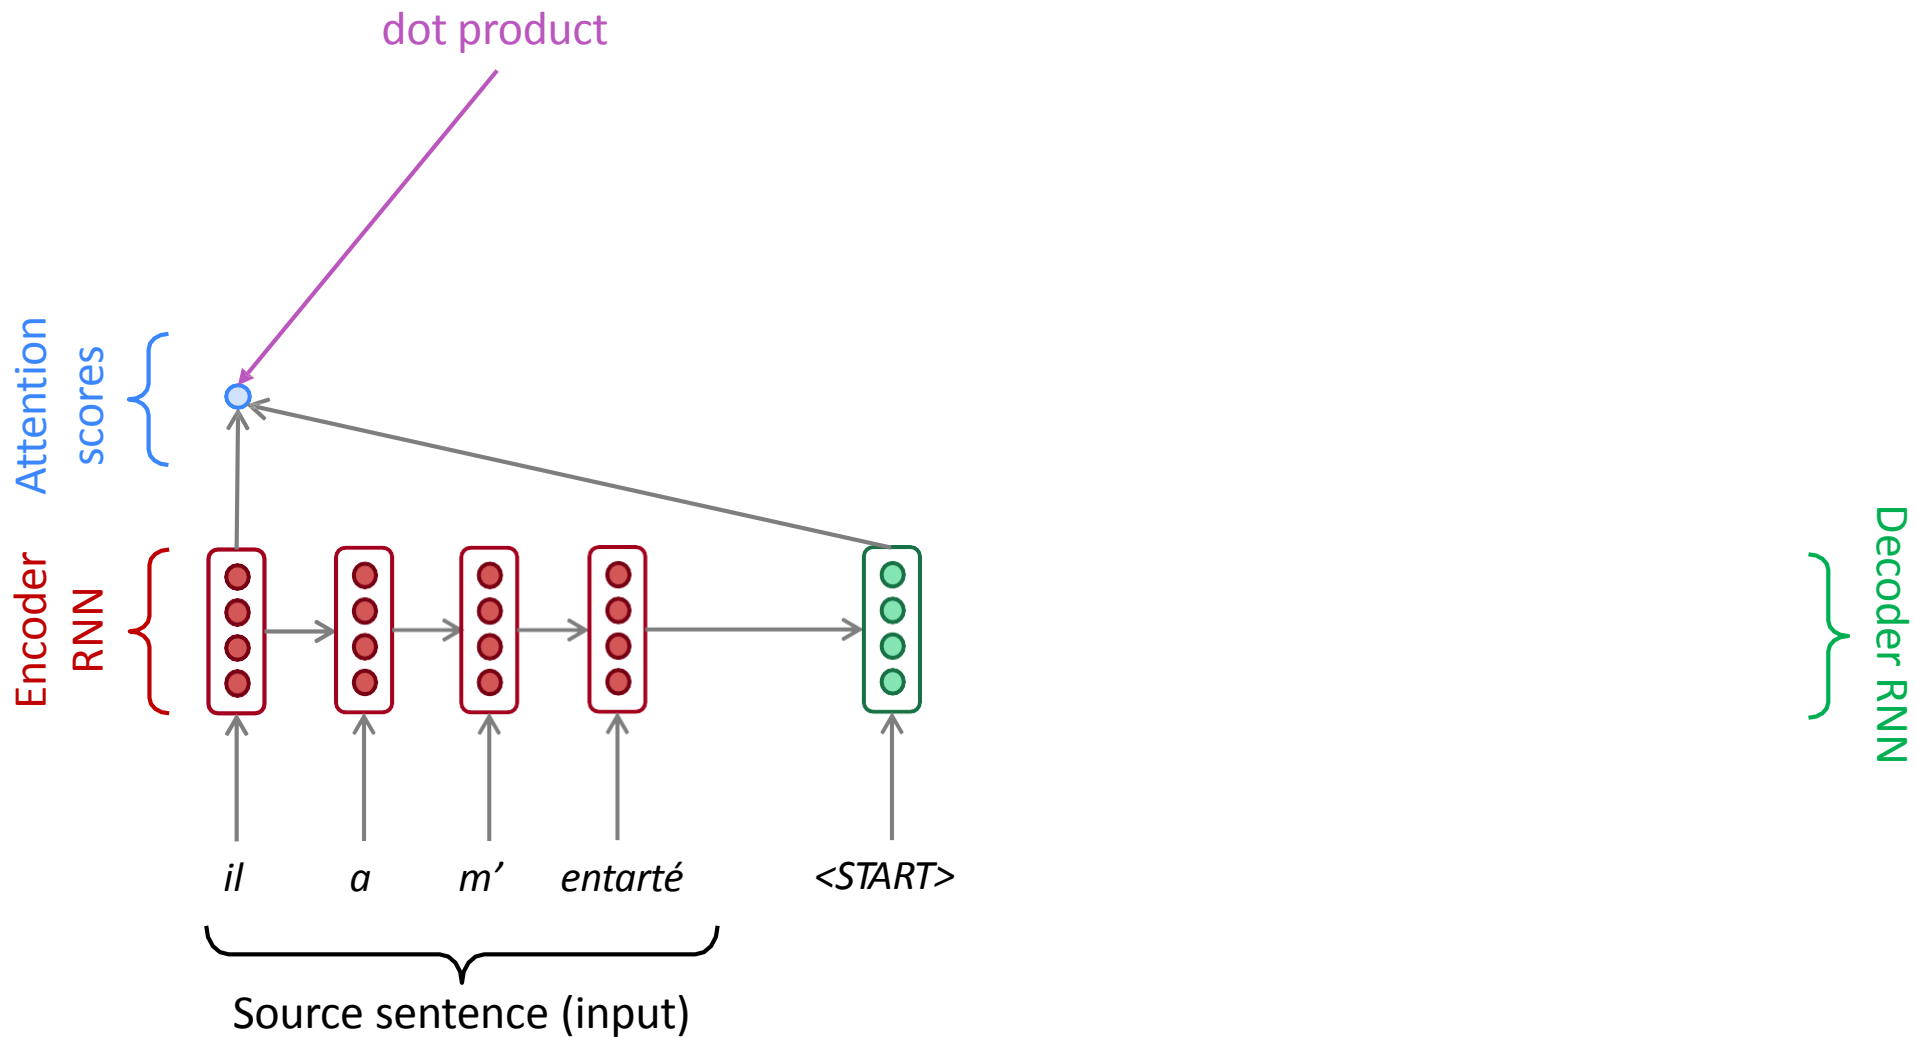 dot product
Attention
scores
Encoder
RNN
Decoder RNN
il a m’ entarté <START>
Source sentence (input)